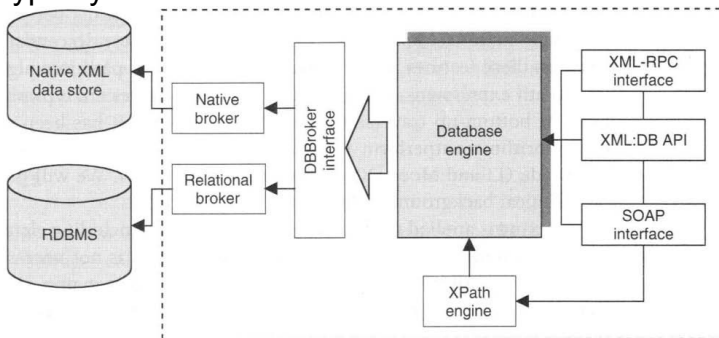 Native XML
data store
RDBMS
Native
broker
Relational
broker
DBBroker
interface
Database
engine
XPath
engine
XML-RPC
interface
XML:DB API
SOAP
interface